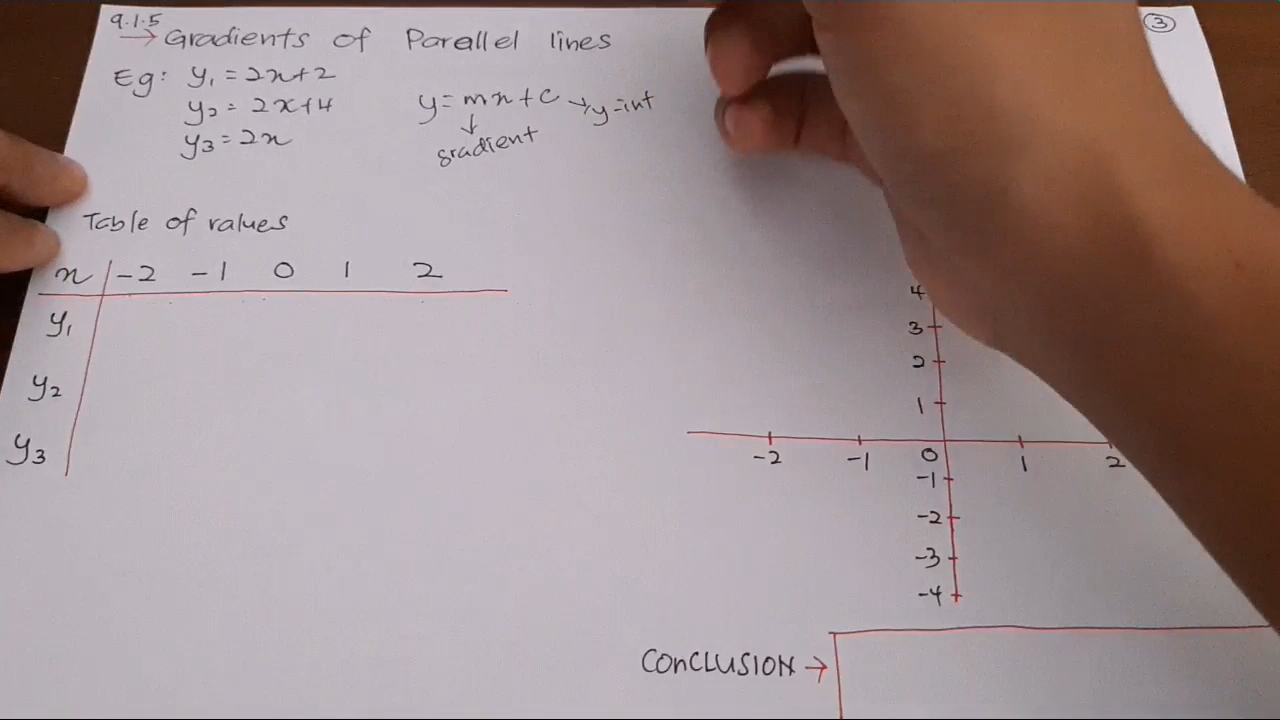 9.1.5
→ Gradients of Parallel lines
③
Eg: y₁ = 2x+2
y₂ = 2x+4
y₃ = 2x
y = mx + c → y=int
↓
gradient
Table of values
x -2 -1 0 1 2
y₁
y₂
y₃
4
3
2
1
-2 -1 0 1 2
-1
-2
-3
-4
CONCLUSION →